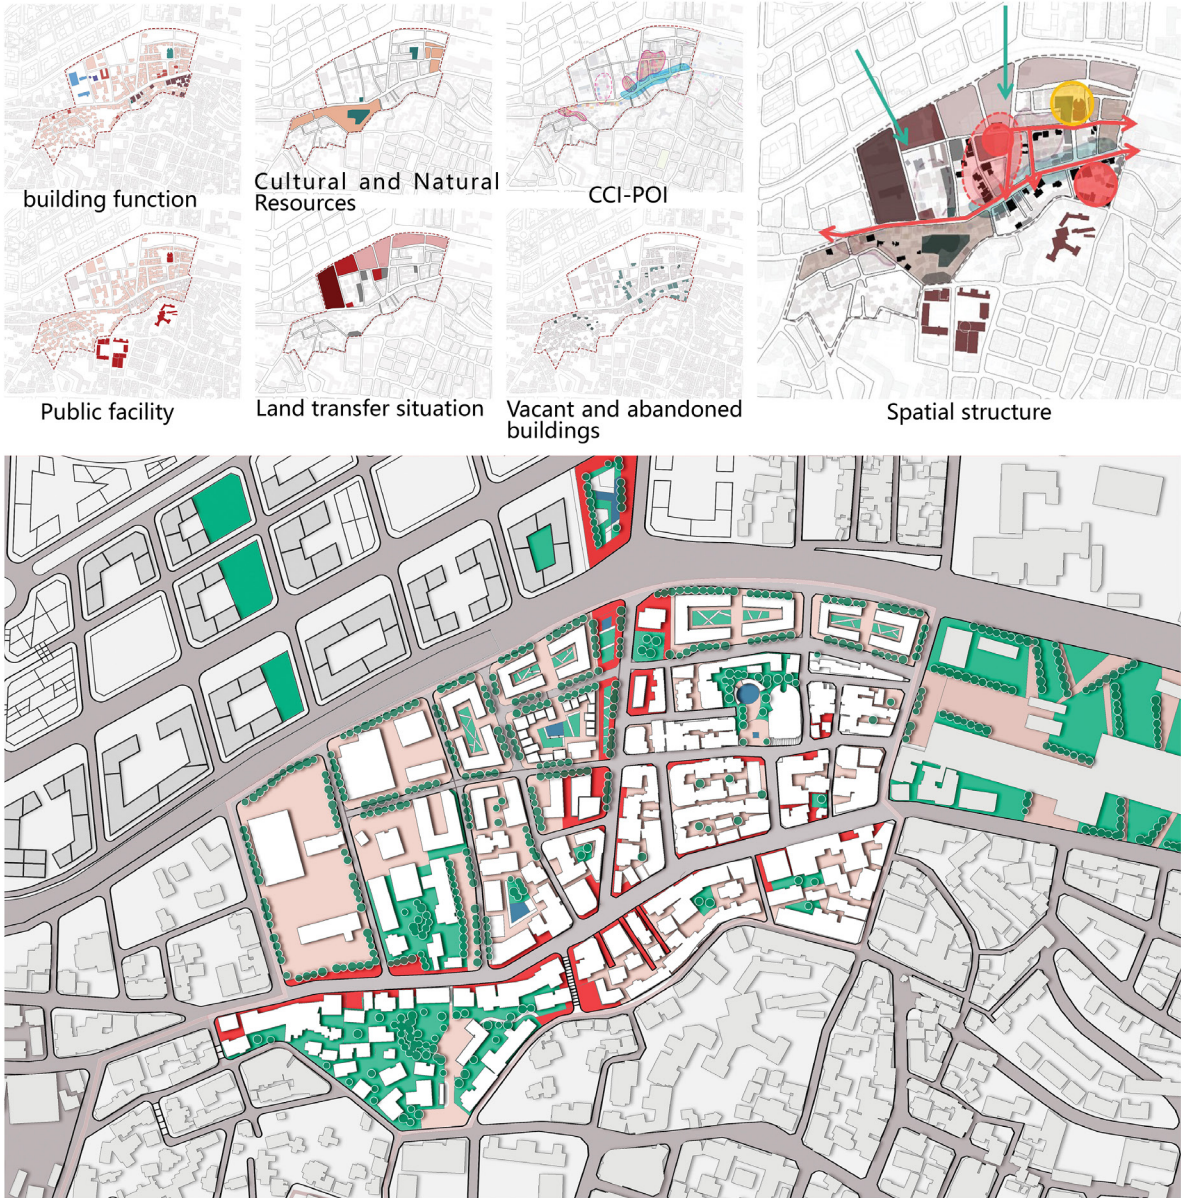 building function
Cultural and Natural
Resources
CCI-POI
Public facility
Land transfer situation
Vacant and abandoned
buildings
Spatial structure